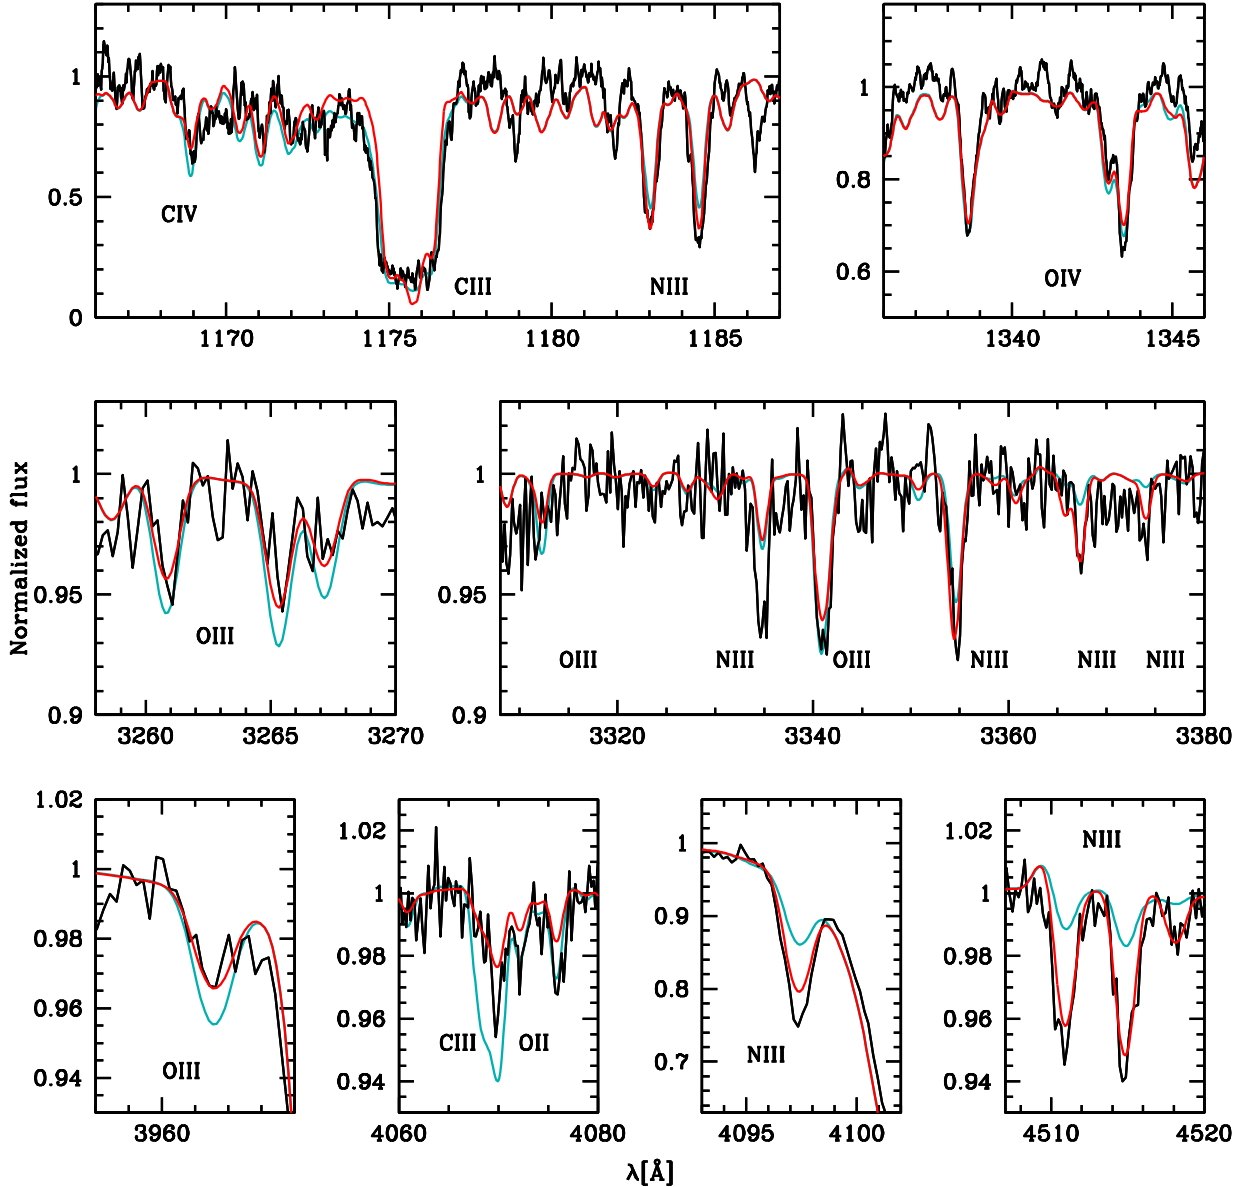 1
0.5
0
CIV
CIII
NIII
1170
1175
1180
1185
1
0.8
0.6
OIV
1340
1345
Normalized flux
1
0.95
0.9
OIII
3260
3265
3270
1
0.95
0.9
OIII
NIII
OIII
NIII
NIII
NIII
3320
3340
3360
3380
1.02
1
0.98
0.96
0.94
OIII
3960
1.02
1
0.98
0.96
0.94
CIII
OII
4060
4080
1
0.9
0.8
0.7
NIII
4095
4100
1.02
1
0.98
0.96
0.94
NIII
4510
4520
λ[Å]